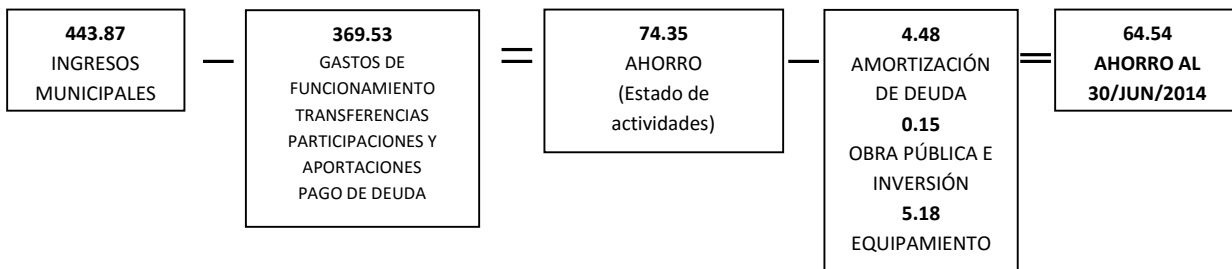 443.87
INGRESOS
MUNICIPALES
—
369.53
GASTOS DE
FUNCIONAMIENTO
TRANSFERENCIAS
PARTICIPACIONES Y
APORTACIONES
PAGO DE DEUDA
=
74.35
AHORRO
(Estado de
actividades)
—
4.48
AMORTIZACIÓN
DE DEUDA
0.15
OBRA PÚBLICA E
INVERSIÓN
5.18
EQUIPAMIENTO
=
64.54
AHORRO AL
30/JUN/2014